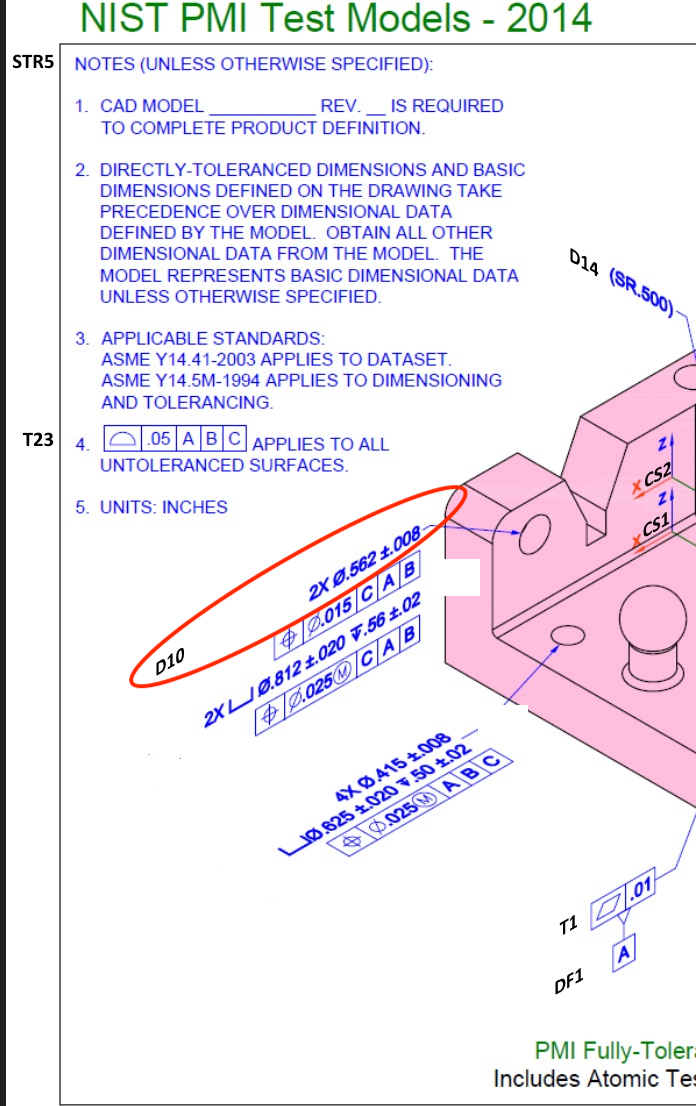 NIST PMI Test Models - 2014
STR5
NOTES (UNLESS OTHERWISE SPECIFIED):
1. CAD MODEL __________ REV. __ IS REQUIRED
TO COMPLETE PRODUCT DEFINITION.
2. DIRECTLY-TOLERANCED DIMENSIONS AND BASIC
DIMENSIONS DEFINED ON THE DRAWING TAKE
PRECEDENCE OVER DIMENSIONAL DATA
DEFINED BY THE MODEL. OBTAIN ALL OTHER
DIMENSIONAL DATA FROM THE MODEL. THE
MODEL REPRESENTS BASIC DIMENSIONAL DATA
UNLESS OTHERWISE SPECIFIED.
3. APPLICABLE STANDARDS:
ASME Y14.41-2003 APPLIES TO DATASET.
ASME Y14.5M-1994 APPLIES TO DIMENSIONING
AND TOLERANCING.
T23
4. ⌓ .05 A B C APPLIES TO ALL
UNTOLERANCED SURFACES.
5. UNITS: INCHES
D14 (SR.500)
Z
X CS2
Z
X CS1
D10
2X Ø.562 ±.008
⌖ Ø.015 C A B
2X ⌴ Ø.812 ±.020 ↧.56 ±.02
⌖ Ø.025Ⓜ C A B
4X Ø.415 ±.008
⌴Ø.625 ±.020 ↧.50 ±.02
⌖ Ø.025Ⓜ A B C
T1 ⏥ .01
DF1 A
PMI Fully-Toler
Includes Atomic Tes